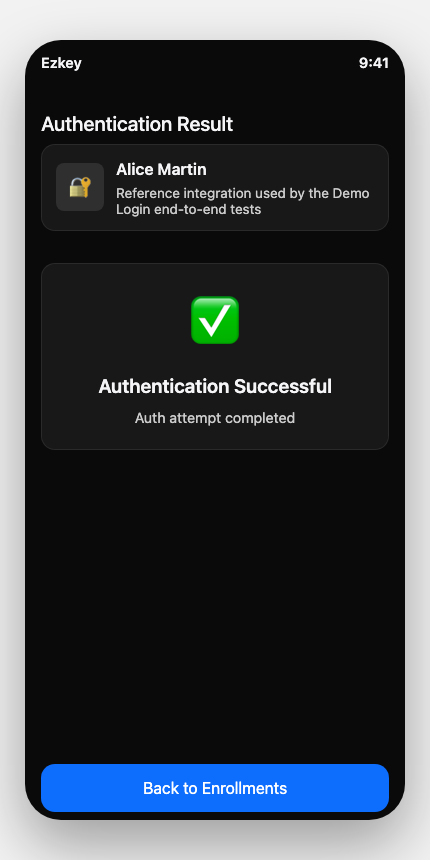 Ezkey 9:41
Authentication Result
Alice Martin
Reference integration used by the Demo
Login end-to-end tests
Authentication Successful
Auth attempt completed
Back to Enrollments